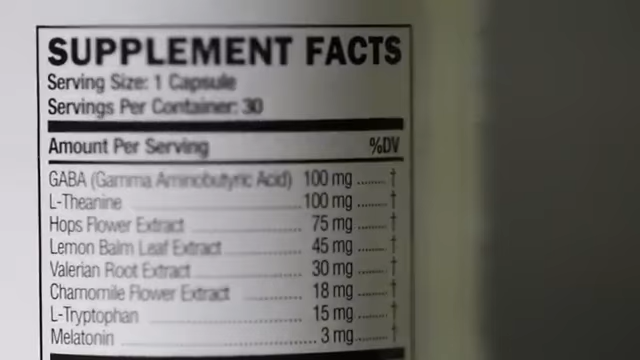 SUPPLEMENT FACTS
Serving Size: 1 Capsule
Servings Per Container: 30
Amount Per Serving %DV
GABA (Gamma Aminobutyric Acid) 100 mg ........ †
L-Theanine ........ 100 mg ........ †
Hops Flower Extract ........ 75 mg ........ †
Lemon Balm Leaf Extract ........ 45 mg ........ †
Valerian Root Extract ........ 30 mg ........ †
Chamomile Flower Extract ........ 18 mg ........ †
L-Tryptophan ........ 15 mg ........ †
Melatonin ........ 3 mg ........ †